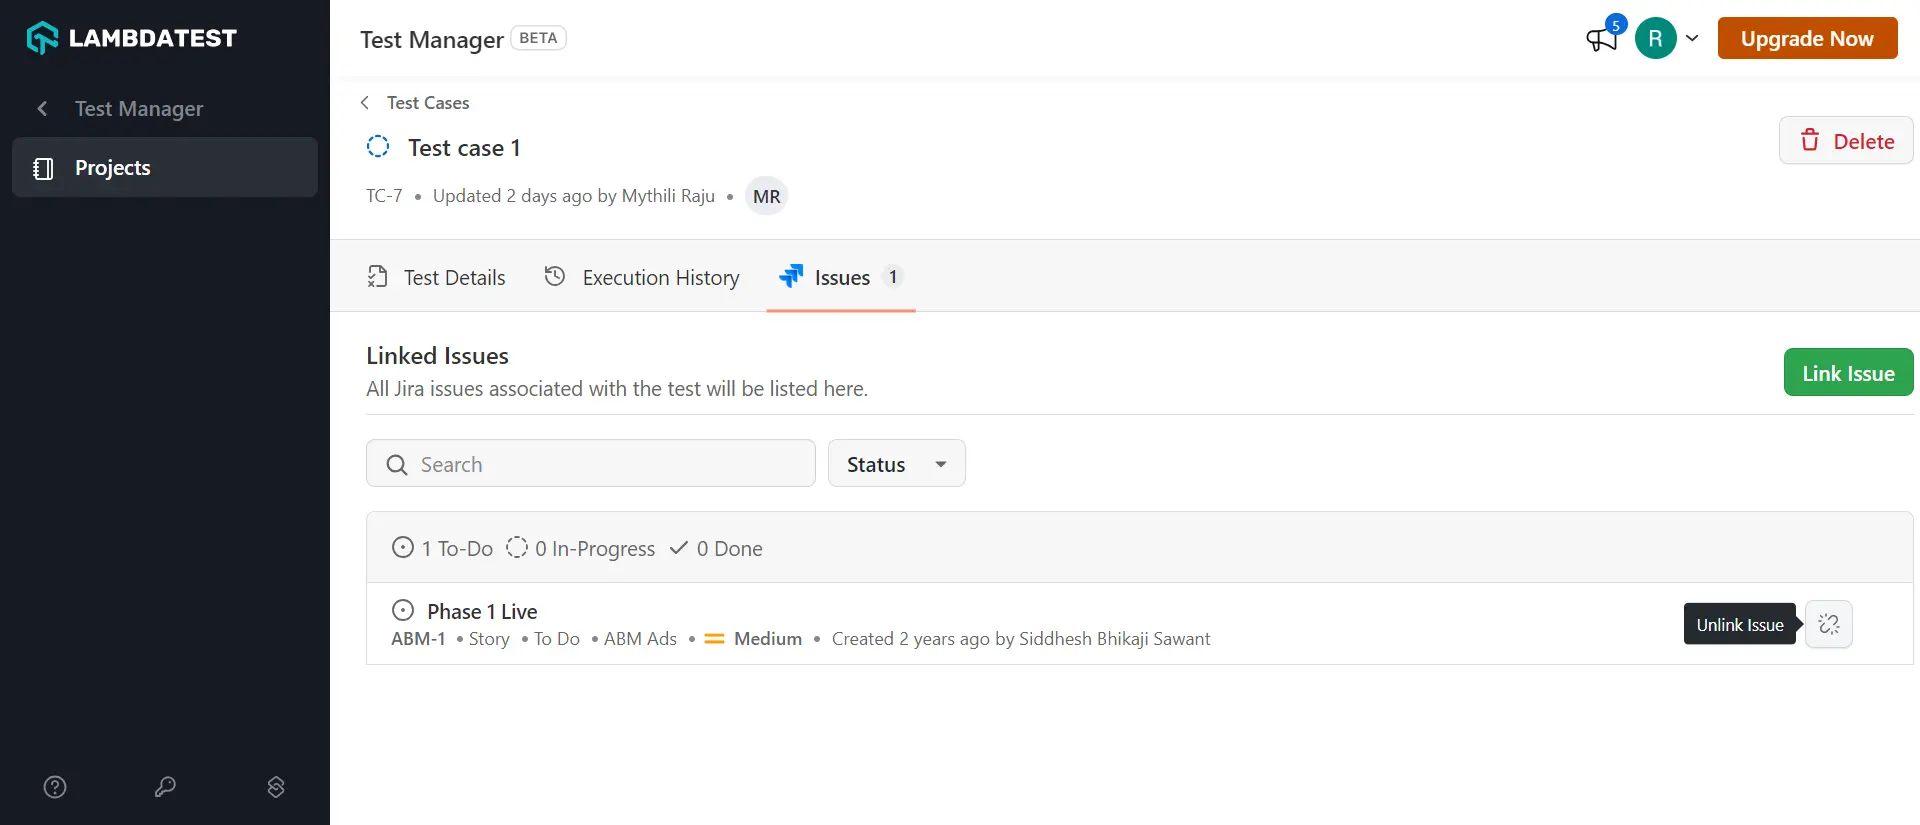 LAMBDATEST
Test Manager
Projects
Test Manager BETA
5
R
Upgrade Now
Test Cases
Test case 1
Delete
TC-7 • Updated 2 days ago by Mythili Raju • MR
Test Details Execution History Issues 1
Linked Issues
All Jira issues associated with the test will be listed here.
Link Issue
Search Status
1 To-Do 0 In-Progress 0 Done
Phase 1 Live
ABM-1 • Story • To Do • ABM Ads • Medium • Created 2 years ago by Siddhesh Bhikaji Sawant
Unlink Issue